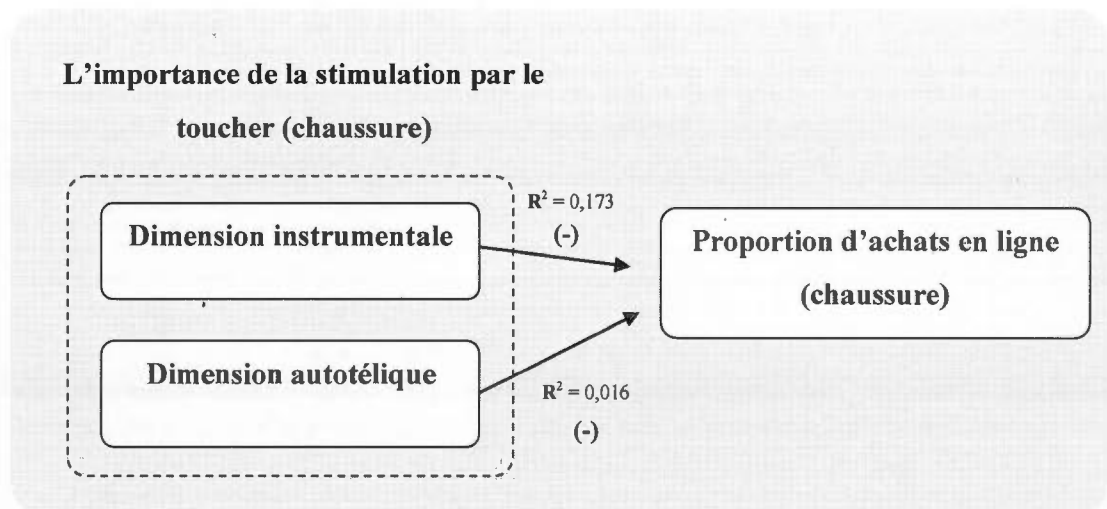 L'importance de la stimulation par le
toucher (chaussure)
Dimension instrumentale
R² = 0,173
(-)
Proportion d'achats en ligne
(chaussure)
Dimension autotélique
R² = 0,016
(-)